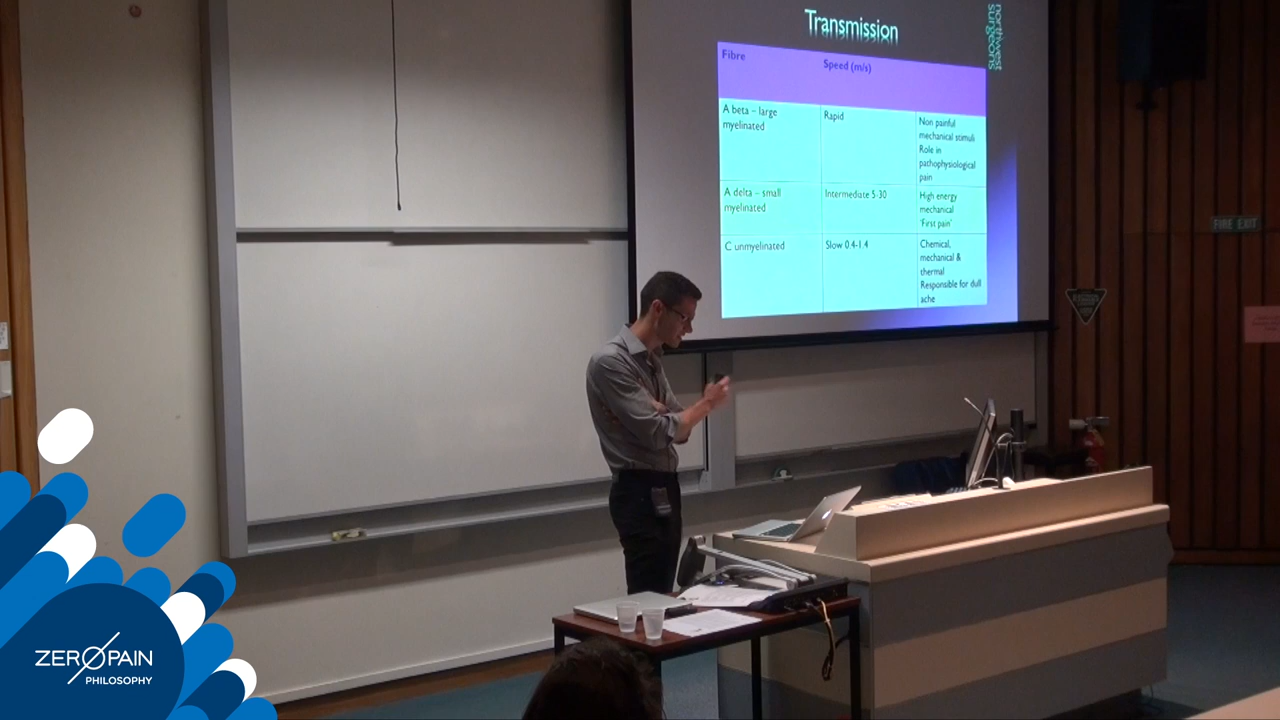 Transmission
northwest
surgeons
Fibre
Speed (m/s)
A beta – large
myelinated
Rapid
Non painful
mechanical stimuli
Role in
pathophysiological
pain
A delta – small
myelinated
Intermediate 5-30
High energy
mechanical
'First pain'
C unmyelinated
Slow 0.4-1.4
Chemical,
mechanical &
thermal
Responsible for dull
ache
FIRE EXIT
ZERO PAIN
PHILOSOPHY